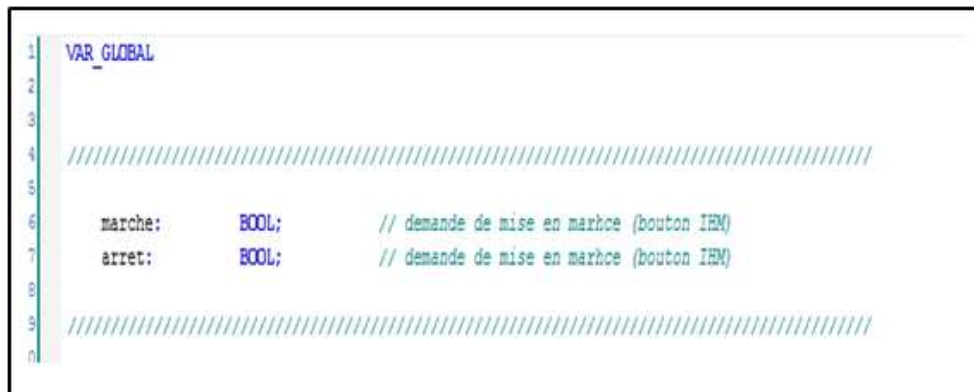 1 VAR_GLOBAL
2
3
4 //////////////////////////////////////////////////////////////////////////////////////////
5
6 marche: BOOL; // demande de mise en marhce (bouton IHM)
7 arret: BOOL; // demande de mise en marhce (bouton IHM)
8
9 //////////////////////////////////////////////////////////////////////////////////////////
0